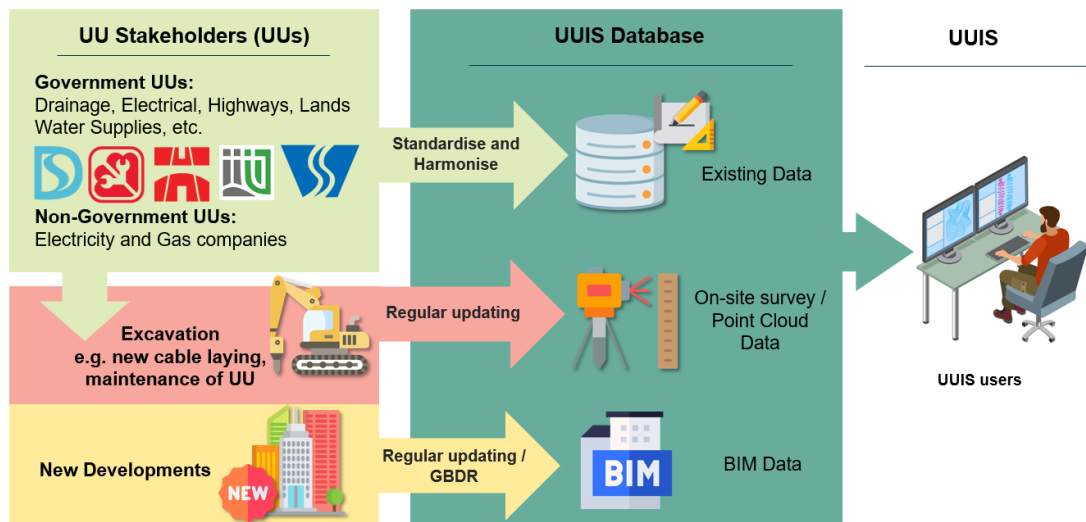 UU Stakeholders (UUs)
Government UUs:
Drainage, Electrical, Highways, Lands
Water Supplies, etc.
Non-Government UUs:
Electricity and Gas companies
Excavation
e.g. new cable laying,
maintenance of UU
New Developments
NEW
Standardise and
Harmonise
Regular updating
Regular updating /
GBDR
UUIS Database
Existing Data
On-site survey /
Point Cloud
Data
BIM
BIM Data
UUIS
UUIS users